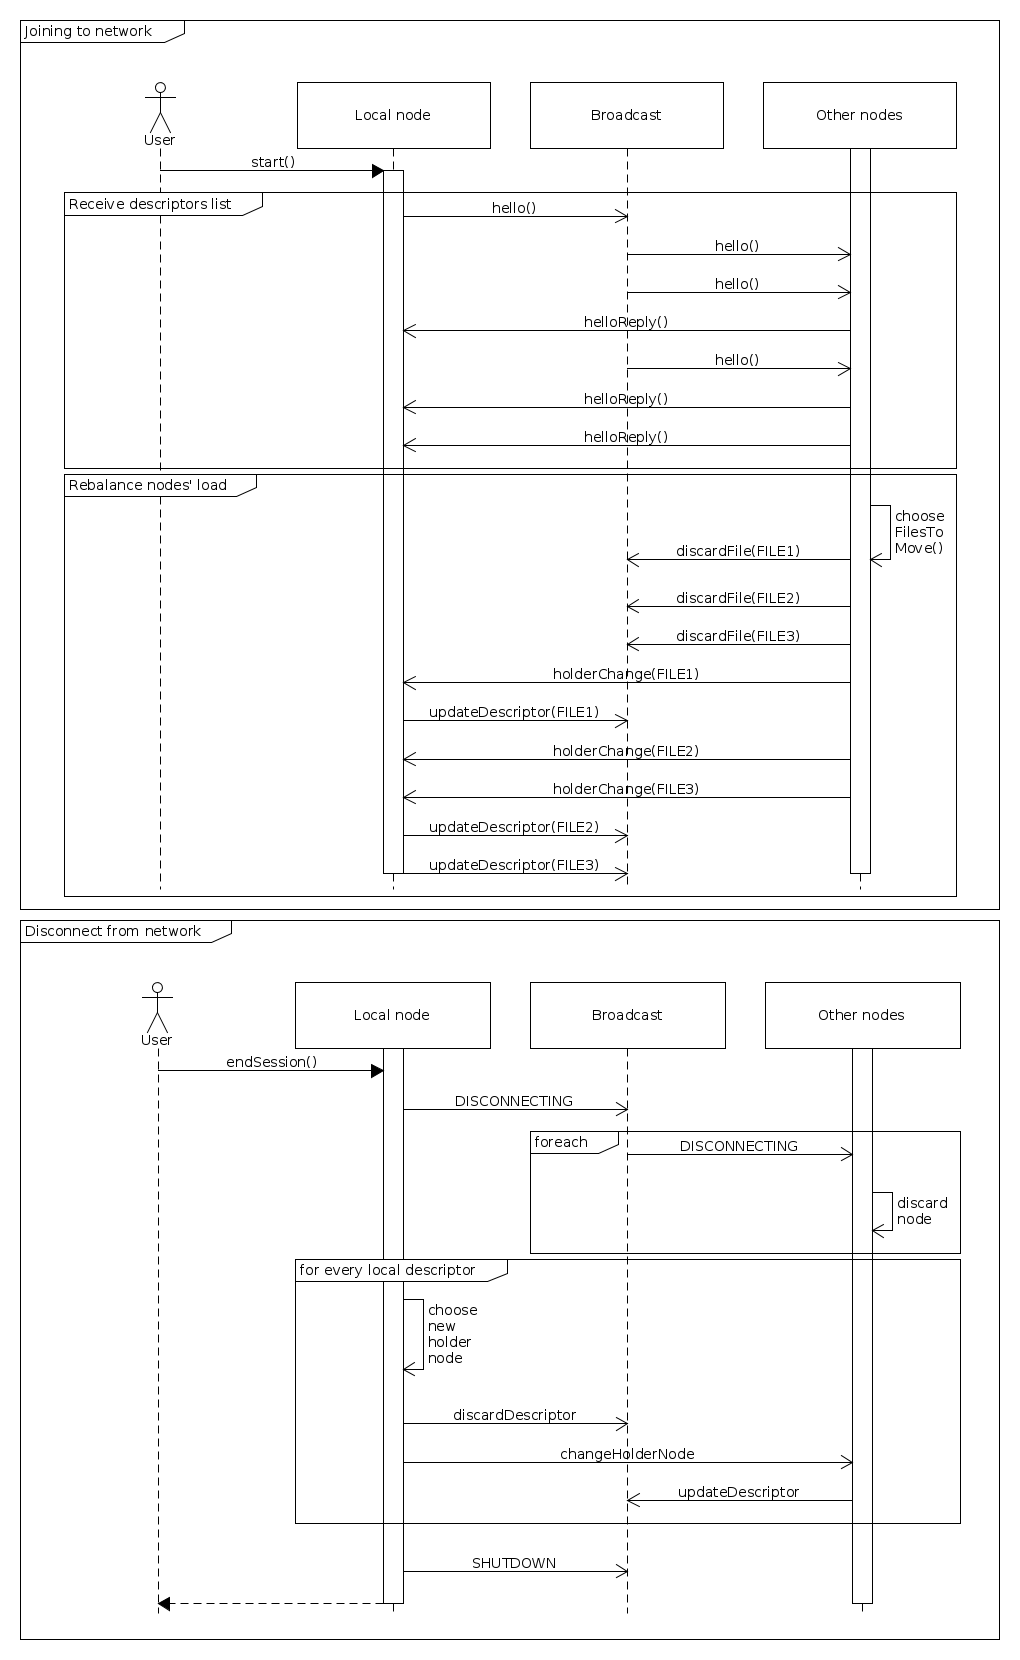 Joining to network
User
Local node
Broadcast
Other nodes
start()
Receive descriptors list
hello()
hello()
hello()
helloReply()
hello()
helloReply()
helloReply()
Rebalance nodes' load
choose
FilesTo
Move()
discardFile(FILE1)
discardFile(FILE2)
discardFile(FILE3)
holderChange(FILE1)
updateDescriptor(FILE1)
holderChange(FILE2)
holderChange(FILE3)
updateDescriptor(FILE2)
updateDescriptor(FILE3)
Disconnect from network
User
Local node
Broadcast
Other nodes
endSession()
DISCONNECTING
foreach
DISCONNECTING
discard
node
for every local descriptor
choose
new
holder
node
discardDescriptor
changeHolderNode
updateDescriptor
SHUTDOWN